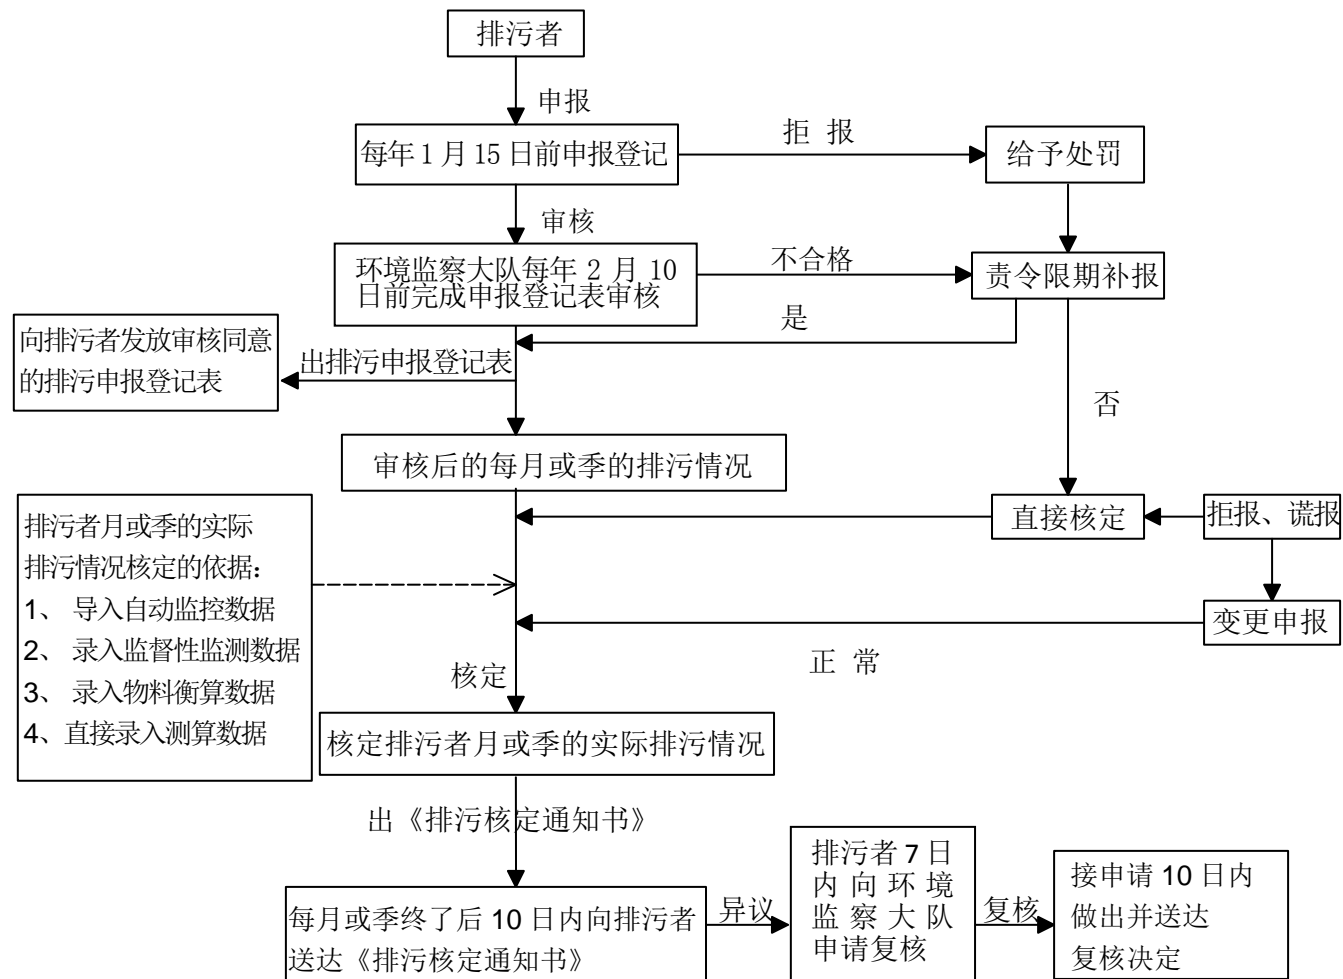 排污者
申报
每年1月15日前申报登记
拒 报
给予处罚
审核
环境监察大队每年 2 月 10
日前完成申报登记表审核
不合格
责令限期补报
是
向排污者发放审核同意
的排污申报登记表
出排污申报登记表
否
审核后的每月或季的排污情况
排污者月或季的实际
排污情况核定的依据：
1、 导入自动监控数据
2、 录入监督性监测数据
3、 录入物料衡算数据
4、直接录入测算数据
直接核定
拒报、谎报
变更申报
正 常
核定
核定排污者月或季的实际排污情况
出《排污核定通知书》
每月或季终了后 10 日内向排污者
送达《排污核定通知书》
异议
排污者 7 日
内向环境
监察大队
申请复核
复核
接申请 10 日内
做出并送达
复核决定